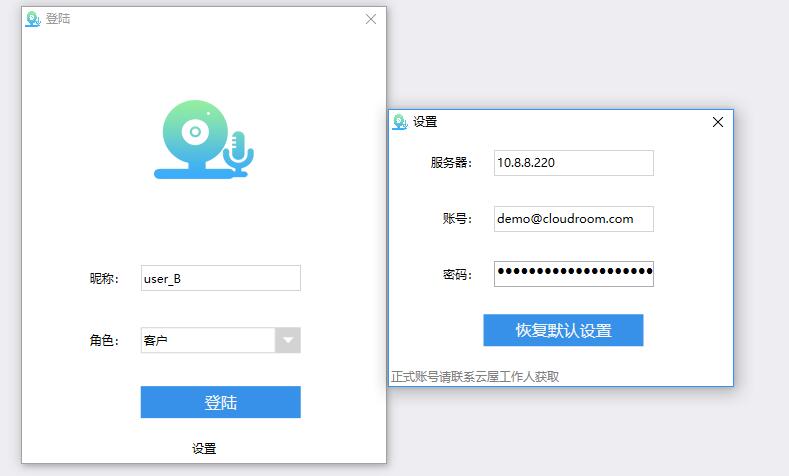 登陆
昵称：
user_B
角色：
客户
登陆
设置
设置
服务器：
10.8.8.220
账号：
demo@cloudroom.com
密码：
恢复默认设置
正式账号请联系云屋工作人获取